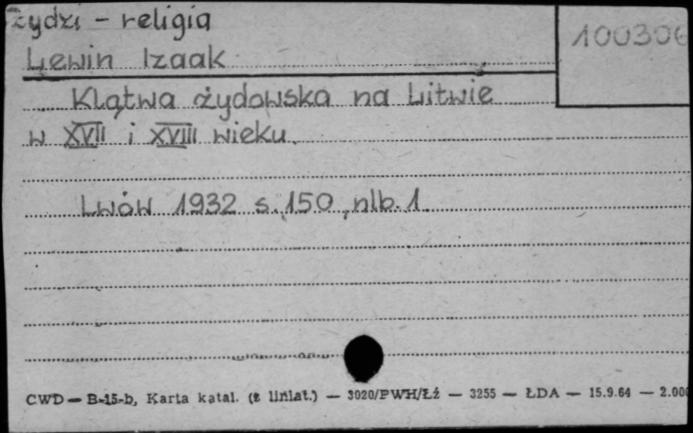 Żydzi - religia
100306
Lewin Izaak
Klątwa żydowska na Litwie
w XVII i XVIII wieku.
Lwów 1932 s. 150, nlb. 1.
CWD — B-15-b, Karta katal. (z liniat.) — 3020/PWH/Łż — 3255 — ŁDA — 15.9.64 — 2.000